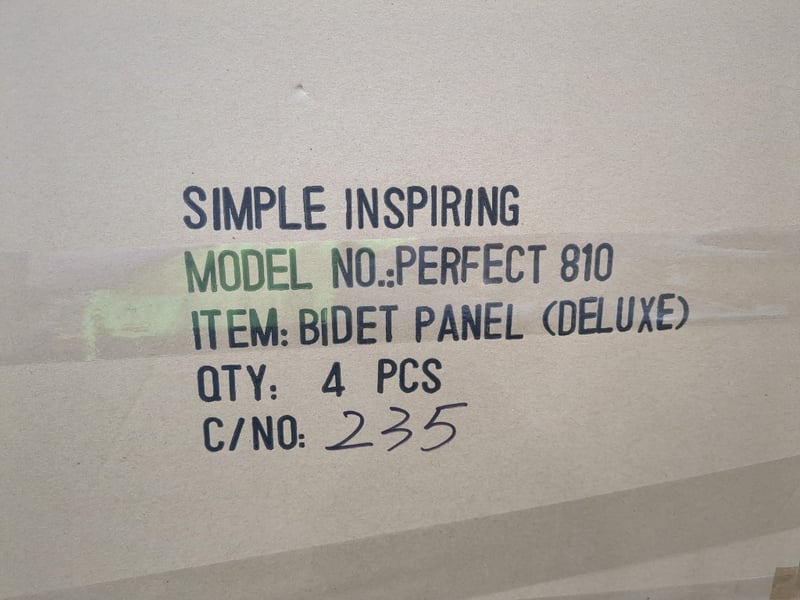 SIMPLE INSPIRING
MODEL NO.:PERFECT 810
ITEM: BIDET PANEL (DELUXE)
QTY: 4 PCS
C/NO: 235